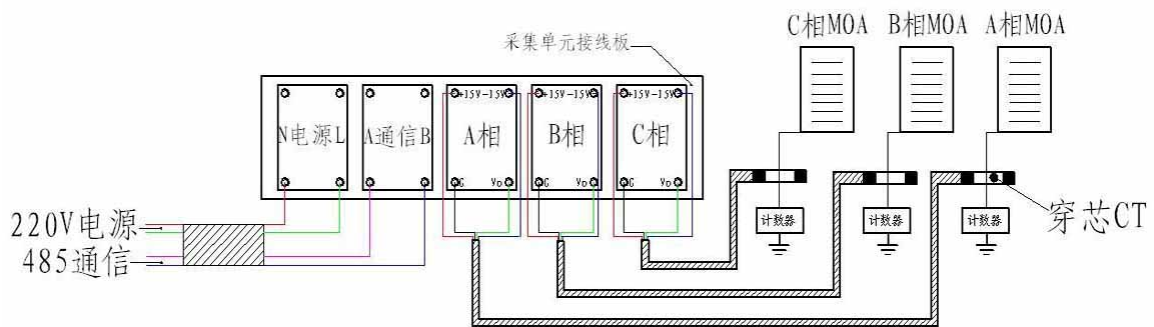 C相MOA B相MOA A相MOA
采集单元接线板
+15V-15V +15V-15V +15V-15V
N电源L A通信B A相 B相 C相
G Vo G Vo G Vo
220V电源
485通信
计数器 计数器 计数器
穿芯CT